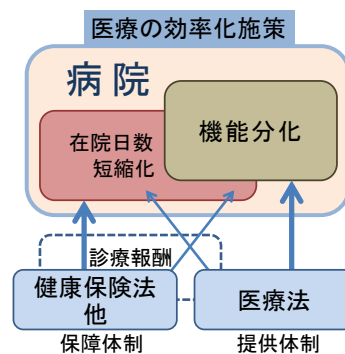 医療の効率化施策
病院
機能分化
在院日数
短縮化
診療報酬
健康保険法
他
医療法
保障体制
提供体制